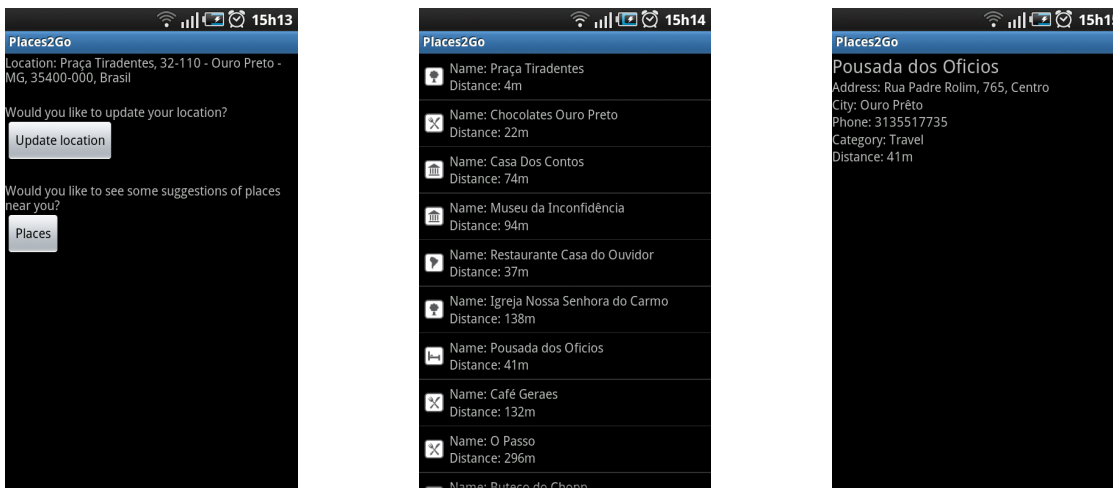 15h13
Places2Go
Location: Praça Tiradentes, 32-110 - Ouro Preto -
MG, 35400-000, Brasil
Would you like to update your location?
Update location
Would you like to see some suggestions of places
near you?
Places
15h14
Places2Go
Name: Praça Tiradentes
Distance: 4m
Name: Chocolates Ouro Preto
Distance: 22m
Name: Casa Dos Contos
Distance: 74m
Name: Museu da Inconfidência
Distance: 94m
Name: Restaurante Casa do Ouvidor
Distance: 37m
Name: Igreja Nossa Senhora do Carmo
Distance: 138m
Name: Pousada dos Oficios
Distance: 41m
Name: Café Geraes
Distance: 132m
Name: O Passo
Distance: 296m
Name: Buteco do Chopp
15h15
Places2Go
Pousada dos Oficios
Address: Rua Padre Rolim, 765, Centro
City: Ouro Prêto
Phone: 3135517735
Category: Travel
Distance: 41m